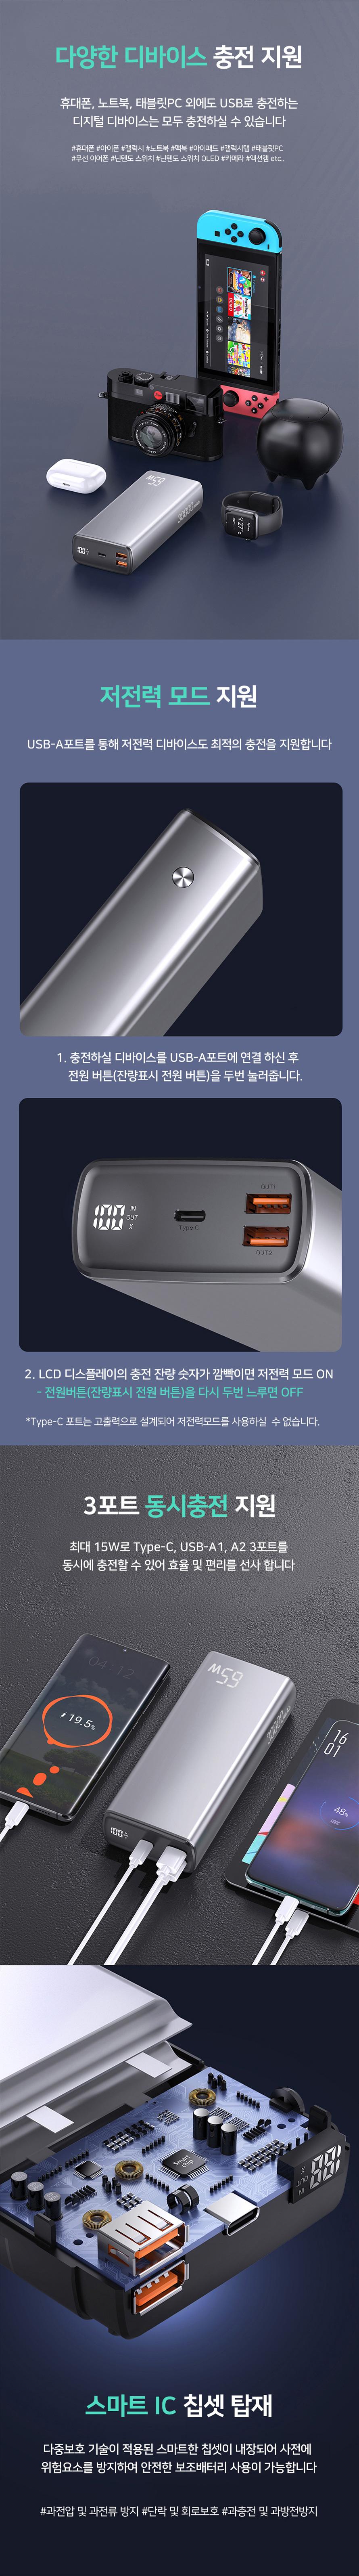 다양한 디바이스 충전 지원
휴대폰, 노트북, 태블릿PC 외에도 USB로 충전하는
디지털 디바이스는 모두 충전하실 수 있습니다
#휴대폰 #아이폰 #갤럭시 #노트북 #맥북 #아이패드 #갤럭시탭 #태블릿PC
#무선 이어폰 #닌텐도 스위치 #닌텐도 스위치 OLED #카메라 #액션캠 etc..
65W
30000mAh
100%
9:27
저전력 모드 지원
USB-A포트를 통해 저전력 디바이스도 최적의 충전을 지원합니다
1. 충전하실 디바이스를 USB-A포트에 연결 하신 후
전원 버튼(잔량표시 전원 버튼)을 두번 눌러줍니다.
100
IN
OUT
%
Type-C
OUT1
OUT2
2. LCD 디스플레이의 충전 잔량 숫자가 깜빡이면 저전력 모드 ON
- 전원버튼(잔량표시 전원 버튼)을 다시 두번 느루면 OFF
*Type-C 포트는 고출력으로 설계되어 저전력모드를 사용하실 수 없습니다.
3포트 동시충전 지원
최대 15W로 Type-C, USB-A1, A2 3포트를
동시에 충전할 수 있어 효율 및 편리를 선사 합니다
04 12
19.5%
65W
30000mAh
100%
16
01
48%
Smart
chip
188
IN
OUT
%
스마트 IC 칩셋 탑재
다중보호 기술이 적용된 스마트한 칩셋이 내장되어 사전에
위험요소를 방지하여 안전한 보조배터리 사용이 가능합니다
#과전압 및 과전류 방지 #단락 및 회로보호 #과충전 및 과방전방지